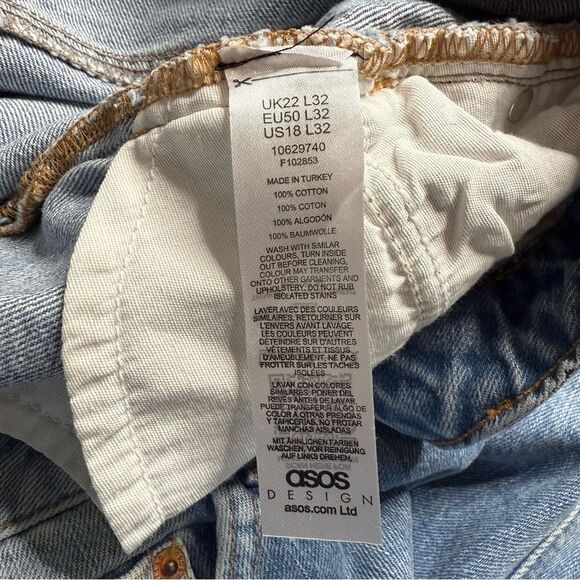 UK22 L32
EU50 L32
US18 L32
10629740
F102853
MADE IN TURKEY
100% COTTON
100% COTON
100% ALGODÓN
100% BAUMWOLLE
WASH WITH SIMILAR
COLOURS, TURN INSIDE
OUT BEFORE CLEANING,
COLOUR MAY TRANSFER
ONTO OTHER GARMENTS AND
UPHOLSTERY, DO NOT RUB
ISOLATED STAINS
LAVER AVEC DES COULEURS
SIMILAIRES, RETOURNER SUR
L'ENVERS AVANT LAVAGE.
LES COULEURS PEUVENT
DETEINDRE SUR D'AUTRES
VÊTEMENTS ET TISSUS
D'AMEUBLEMENT, NE PAS
FROTTER SUR LES TACHES
ISOLÉES
LAVAR CON COLORES
SIMILARES, PONER DEL
REVES ANTES DE LAVAR,
PUEDE TRANSFERIR ALGO DE
COLOR A OTRAS PRENDAS
Y TAPICERIAS, NO FROTAR
MANCHAS AISLADAS
MIT ÄHNLICHEN FARBEN
WASCHEN, VOR REINIGUNG
AUF LINKS DREHEN.
asos
DESIGN
asos.com Ltd